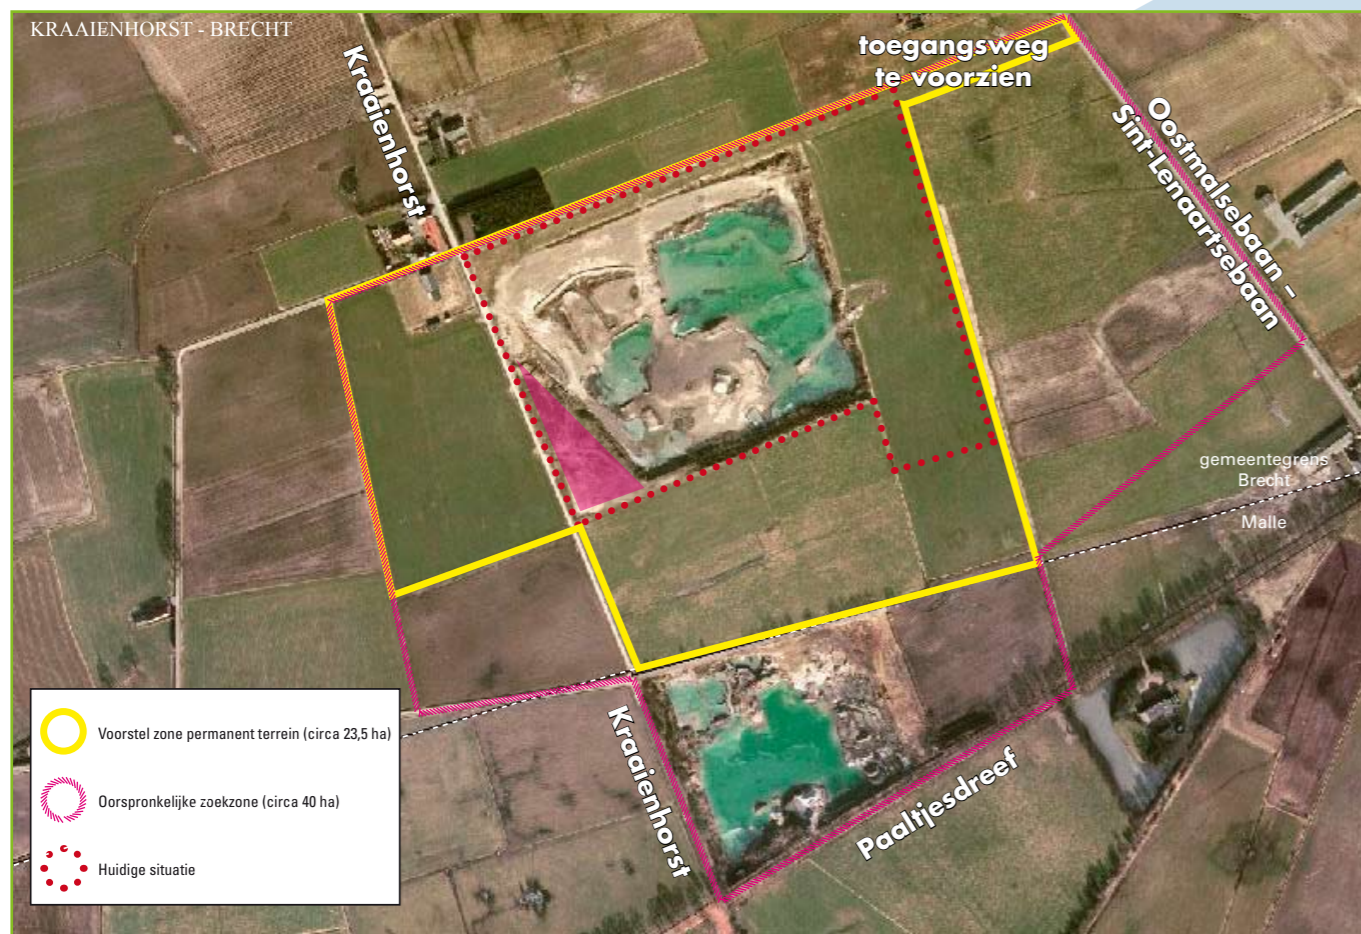 KRAAIENHORST - BRECHT
Kraaienhorst
toegangsweg
te voorzien
Oostmalsebaan –
Sint-Lenaartsebaan
gemeentegrens
Brecht
Malle
Kraaienhorst
Paaltjesdreef
Voorstel zone permanent terrein (circa 23,5 ha)
Oorspronkelijke zoekzone (circa 40 ha)
Huidige situatie